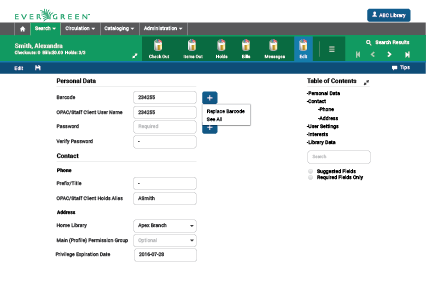 EVERGREEN
ABC Library
Search Circulation Cataloging Administration
Smith, Alexandra
Checkouts: 0 Bills$0.03 Holds: 3/3
Check Out Items Out Holds Bills Messages Edit
Search Results
Edit Tips
Personal Data
Barcode 234255 +
OPAC/Staff Client User Name 234255
Replace Barcode
See All
Password Required +
Verify Password -
Contact
Phone
Prefix/Title -
OPAC/Staff Client Holds Alias ASmith
Address
Home Library Apex Branch
Main (Profile) Permission Group Optional
Privilege Expiration Date 2016-07-28
Table of Contents
-Personal Data
-Contact
-Phone
-Address
-User Settings
-Interests
-Library Data
Search
Suggested Fields
Required Fields Only